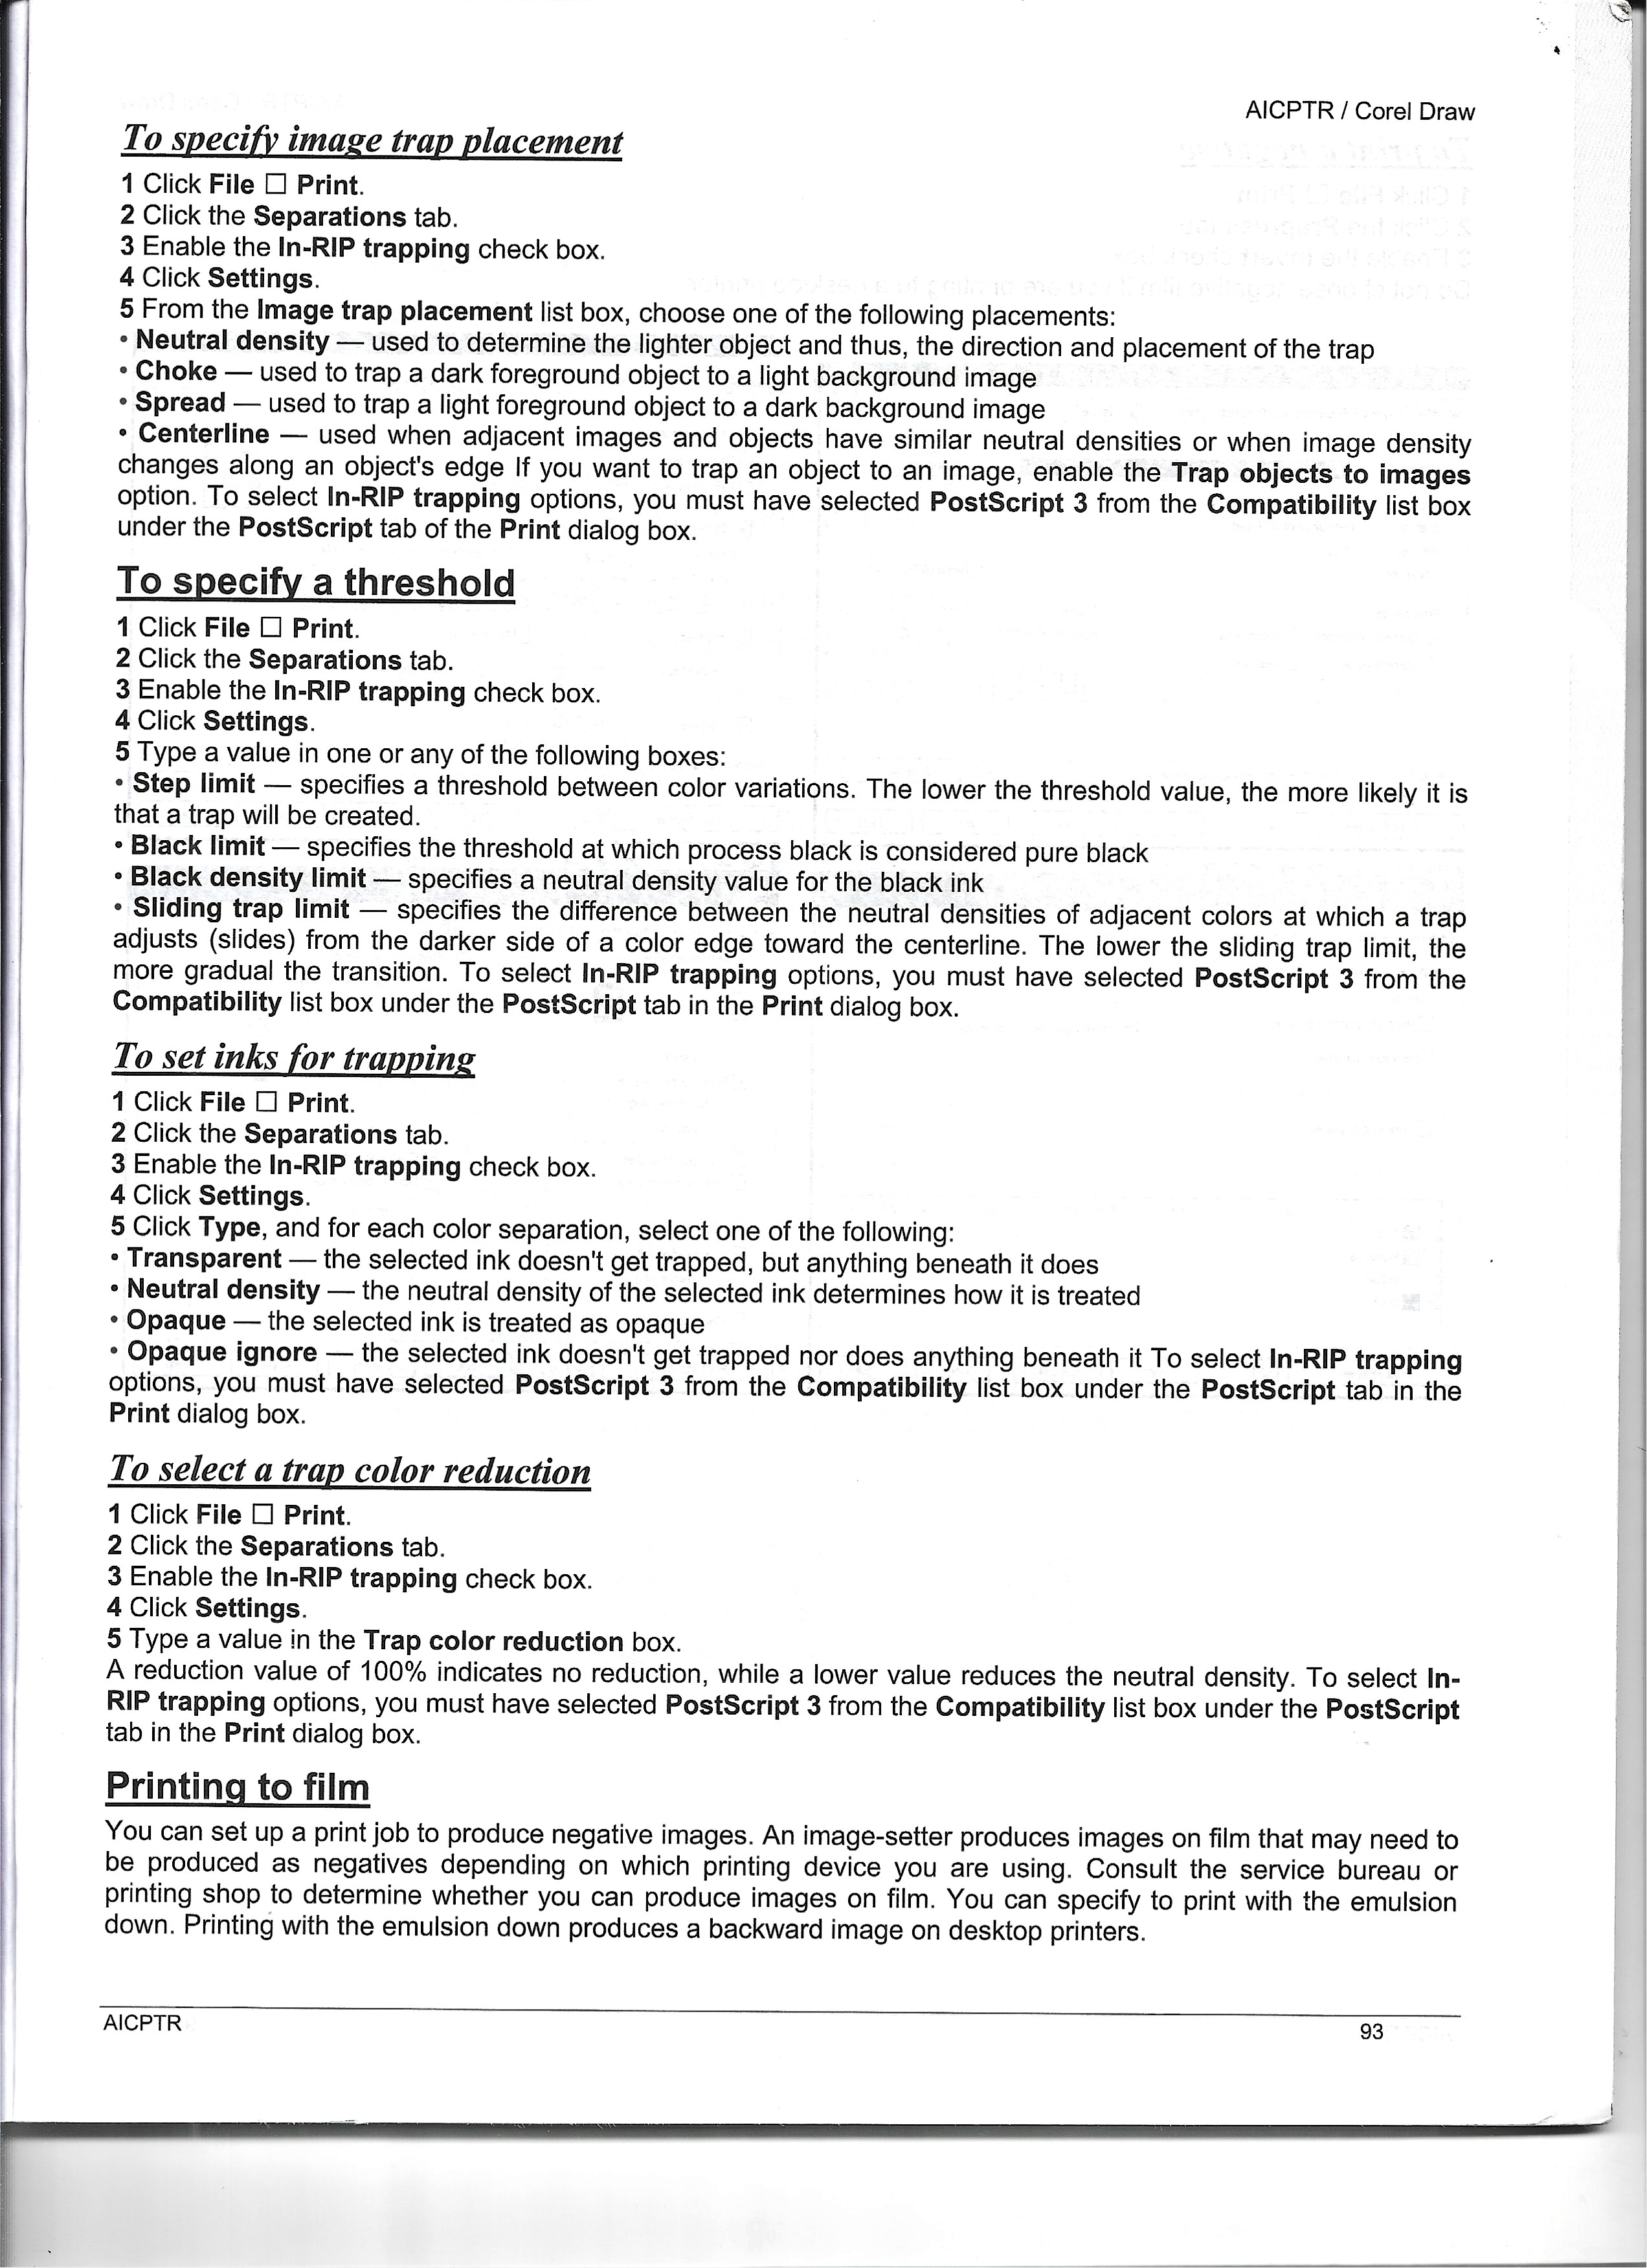 AICPTR / Corel Draw
To specify image trap placement
1 Click File □ Print.
2 Click the Separations tab.
3 Enable the In-RIP trapping check box.
4 Click Settings.
5 From the Image trap placement list box, choose one of the following placements:
• Neutral density — used to determine the lighter object and thus, the direction and placement of the trap
• Choke — used to trap a dark foreground object to a light background image
• Spread — used to trap a light foreground object to a dark background image
• Centerline — used when adjacent images and objects have similar neutral densities or when image density
changes along an object's edge If you want to trap an object to an image, enable the Trap objects to images
option. To select In-RIP trapping options, you must have selected PostScript 3 from the Compatibility list box
under the PostScript tab of the Print dialog box.
To specify a threshold
1 Click File □ Print.
2 Click the Separations tab.
3 Enable the In-RIP trapping check box.
4 Click Settings.
5 Type a value in one or any of the following boxes:
• Step limit — specifies a threshold between color variations. The lower the threshold value, the more likely it is
that a trap will be created.
• Black limit — specifies the threshold at which process black is considered pure black
• Black density limit — specifies a neutral density value for the black ink
• Sliding trap limit — specifies the difference between the neutral densities of adjacent colors at which a trap
adjusts (slides) from the darker side of a color edge toward the centerline. The lower the sliding trap limit, the
more gradual the transition. To select In-RIP trapping options, you must have selected PostScript 3 from the
Compatibility list box under the PostScript tab in the Print dialog box.
To set inks for trapping
1 Click File □ Print.
2 Click the Separations tab.
3 Enable the In-RIP trapping check box.
4 Click Settings.
5 Click Type, and for each color separation, select one of the following:
• Transparent — the selected ink doesn't get trapped, but anything beneath it does
• Neutral density — the neutral density of the selected ink determines how it is treated
• Opaque — the selected ink is treated as opaque
• Opaque ignore — the selected ink doesn't get trapped nor does anything beneath it To select In-RIP trapping
options, you must have selected PostScript 3 from the Compatibility list box under the PostScript tab in the
Print dialog box.
To select a trap color reduction
1 Click File □ Print.
2 Click the Separations tab.
3 Enable the In-RIP trapping check box.
4 Click Settings.
5 Type a value in the Trap color reduction box.
A reduction value of 100% indicates no reduction, while a lower value reduces the neutral density. To select In-
RIP trapping options, you must have selected PostScript 3 from the Compatibility list box under the PostScript
tab in the Print dialog box.
Printing to film
You can set up a print job to produce negative images. An image-setter produces images on film that may need to
be produced as negatives depending on which printing device you are using. Consult the service bureau or
printing shop to determine whether you can produce images on film. You can specify to print with the emulsion
down. Printing with the emulsion down produces a backward image on desktop printers.
AICPTR
93